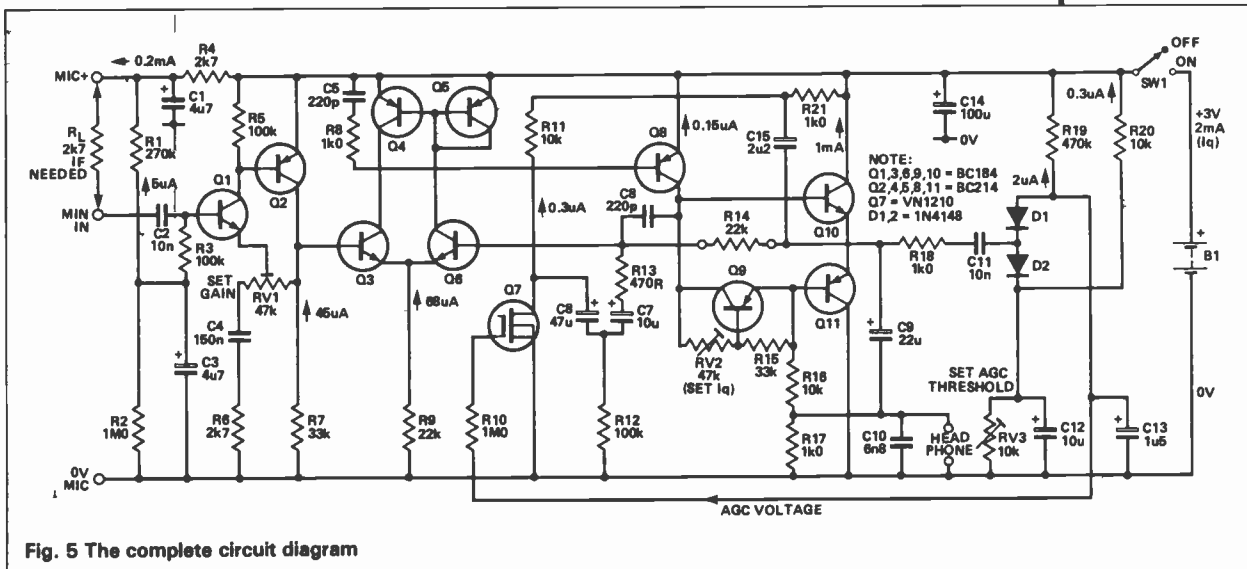 MIC+
0.2mA
R4
2k7
C1
4u7
RL
2k7
IF
NEEDED
R1
270k
5uA
MIN
IN
C2
10n
R3
100k
R5
100k
Q1
Q2
SET
GAIN
RV1
47k
C4
150n
C3
4u7
R2
1M0
R6
2k7
R7
33k
45uA
0V
MIC
C5
220p
R8
1k0
Q4
Q5
Q3
Q6
68uA
R9
22k
R10
1M0
Q7
R11
10k
0.3uA
C8
47u
C8
220p
R13
470R
C7
10u
R12
100k
R21
1k0
C15
2u2
Q8
0.15uA
R14
22k
Q9
RV2
47k
(SET Iq)
R15
33k
Q10
1mA
Q11
R16
10k
R17
1k0
C10
6n8
HEAD
PHONE
C9
22u
R18
1k0
C11
10n
C14
100u
0V
NOTE:
Q1,3,6,9,10 = BC184
Q2,4,5,8,11 = BC214
Q7 = VN1210
D1,2 = 1N4148
2uA
R19
470k
0.3uA
R20
10k
D1
D2
SET AGC
THRESHOLD
RV3
10k
C12
10u
C13
1u5
SW1
OFF
ON
+3V
2mA
(Iq)
B1
0V
AGC VOLTAGE
Fig. 5 The complete circuit diagram